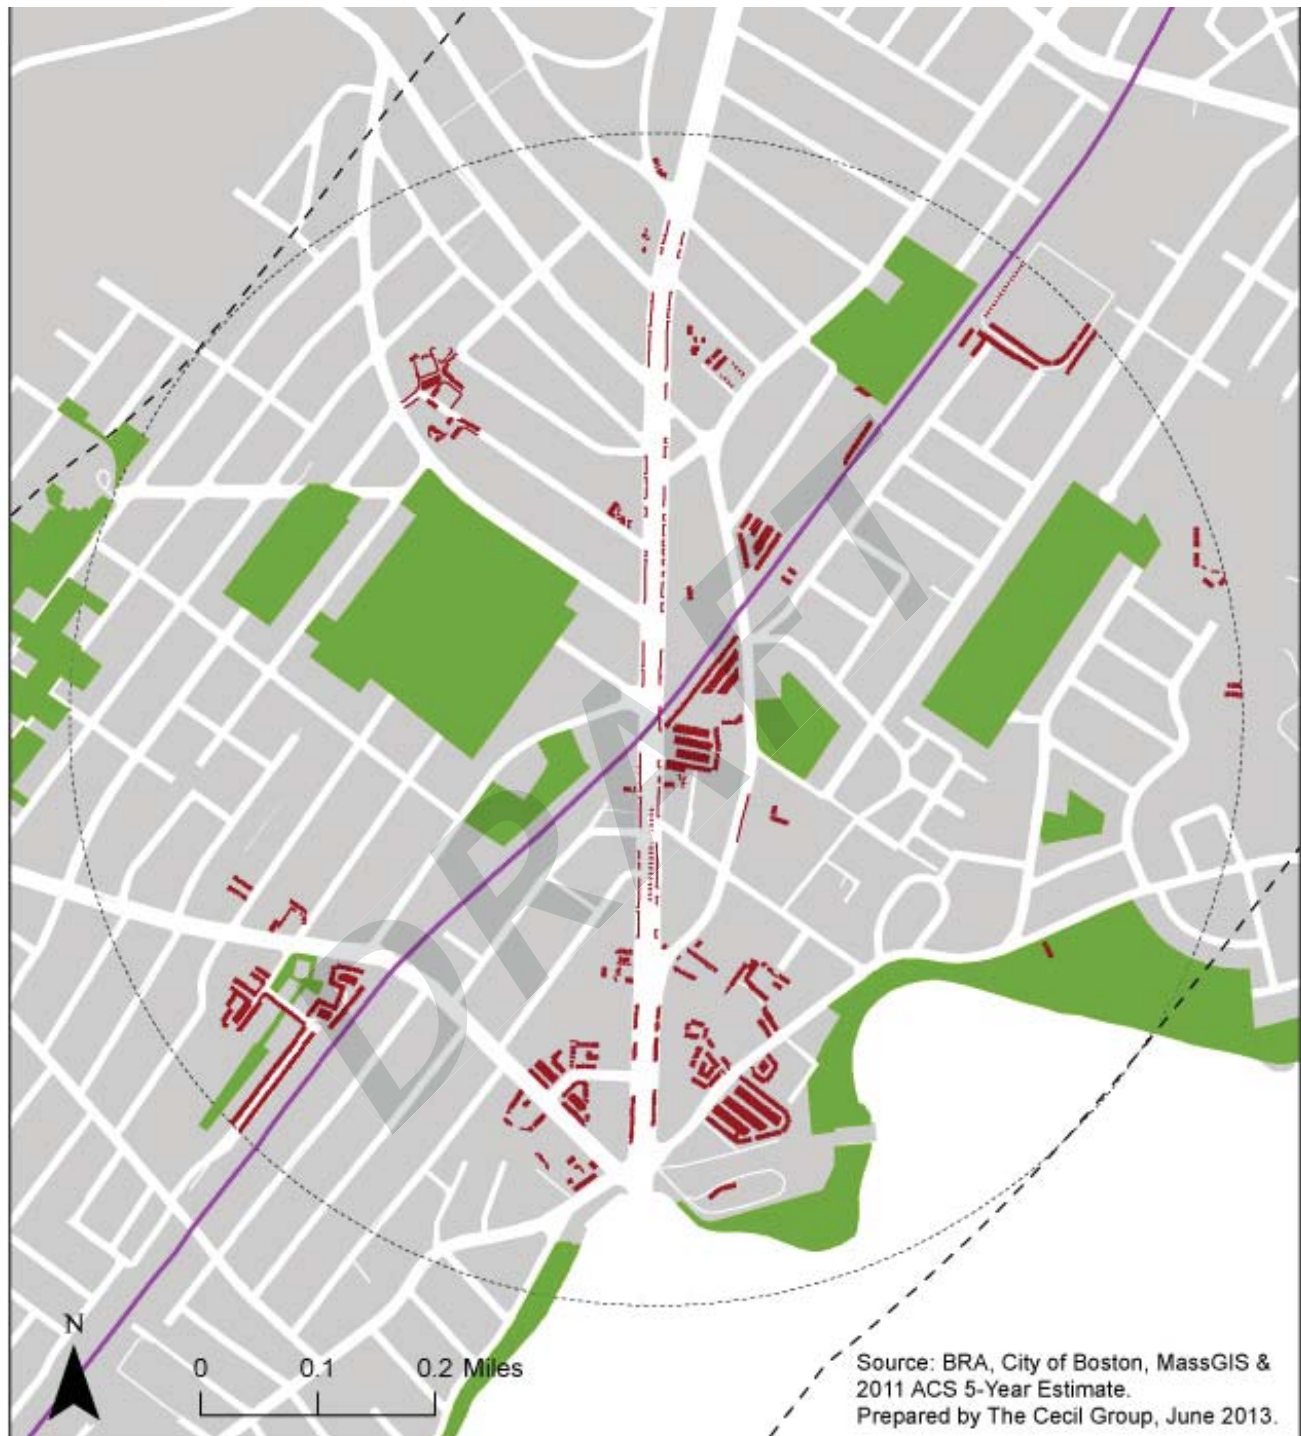 DRAFT
N
0 0.1 0.2 Miles
Source: BRA, City of Boston, MassGIS &
2011 ACS 5-Year Estimate.
Prepared by The Cecil Group, June 2013.